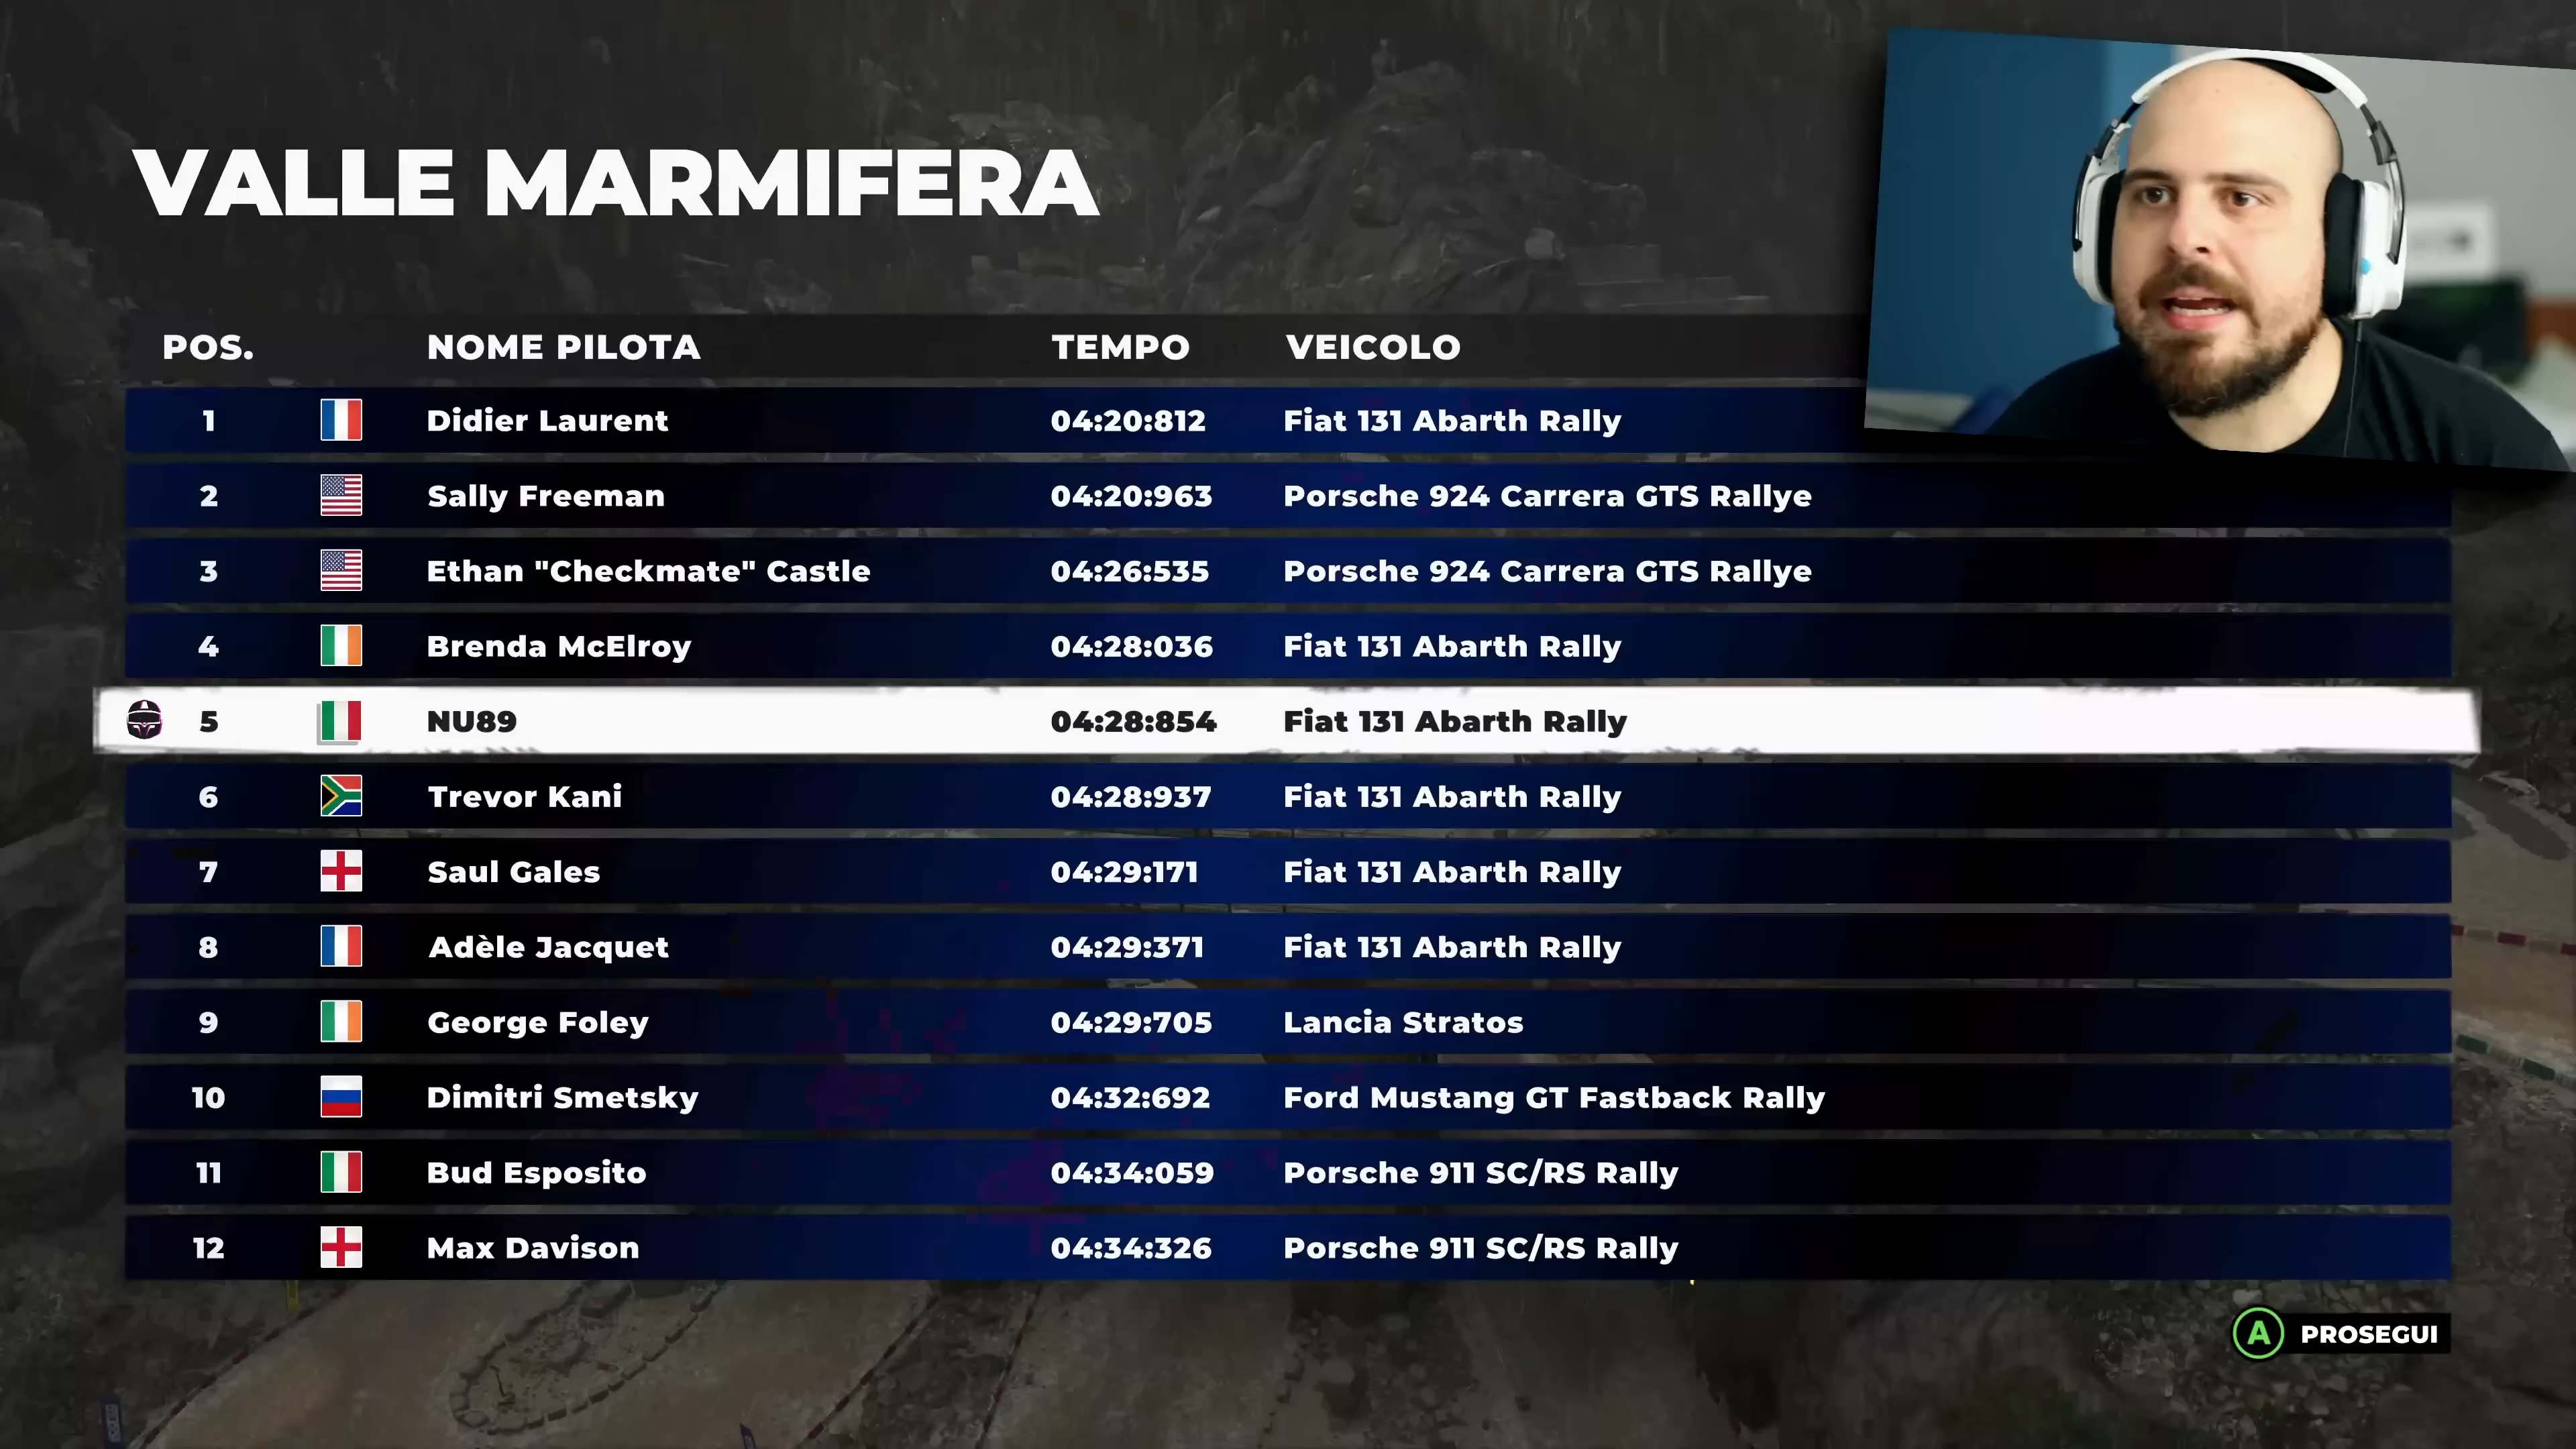 VALLE MARMIFERA
POS. NOME PILOTA TEMPO VEICOLO
1 Didier Laurent 04:20:812 Fiat 131 Abarth Rally
2 Sally Freeman 04:20:963 Porsche 924 Carrera GTS Rallye
3 Ethan "Checkmate" Castle 04:26:535 Porsche 924 Carrera GTS Rallye
4 Brenda McElroy 04:28:036 Fiat 131 Abarth Rally
5 NU89 04:28:854 Fiat 131 Abarth Rally
6 Trevor Kani 04:28:937 Fiat 131 Abarth Rally
7 Saul Gales 04:29:171 Fiat 131 Abarth Rally
8 Adèle Jacquet 04:29:371 Fiat 131 Abarth Rally
9 George Foley 04:29:705 Lancia Stratos
10 Dimitri Smetsky 04:32:692 Ford Mustang GT Fastback Rally
11 Bud Esposito 04:34:059 Porsche 911 SC/RS Rally
12 Max Davison 04:34:326 Porsche 911 SC/RS Rally
A PROSEGUI